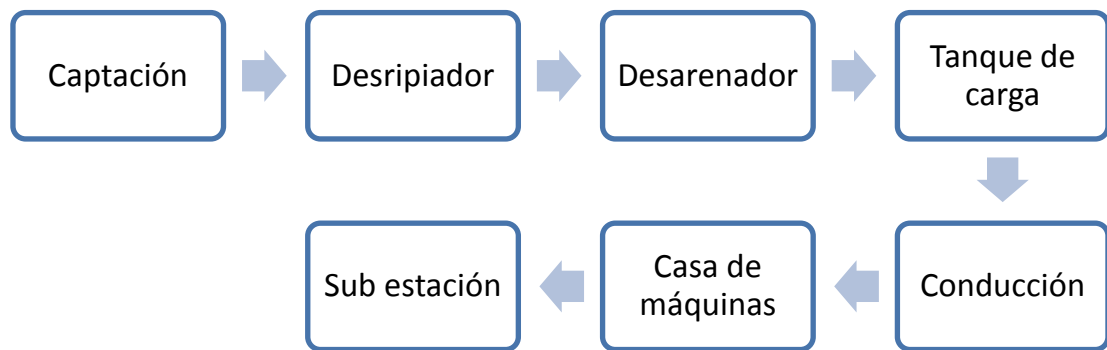 Captación
Desripiador
Desarenador
Tanque de
carga
Conducción
Casa de
máquinas
Sub estación